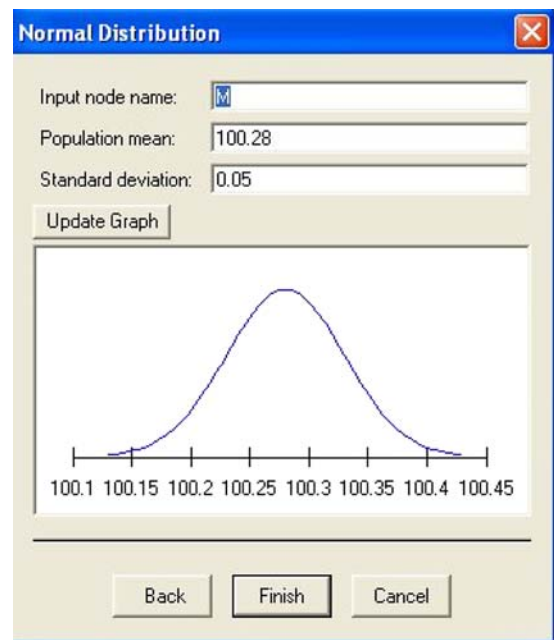 Normal Distribution
Input node name: M
Population mean: 100.28
Standard deviation: 0.05
Update Graph
100.1 100.15 100.2 100.25 100.3 100.35 100.4 100.45
Back Finish Cancel